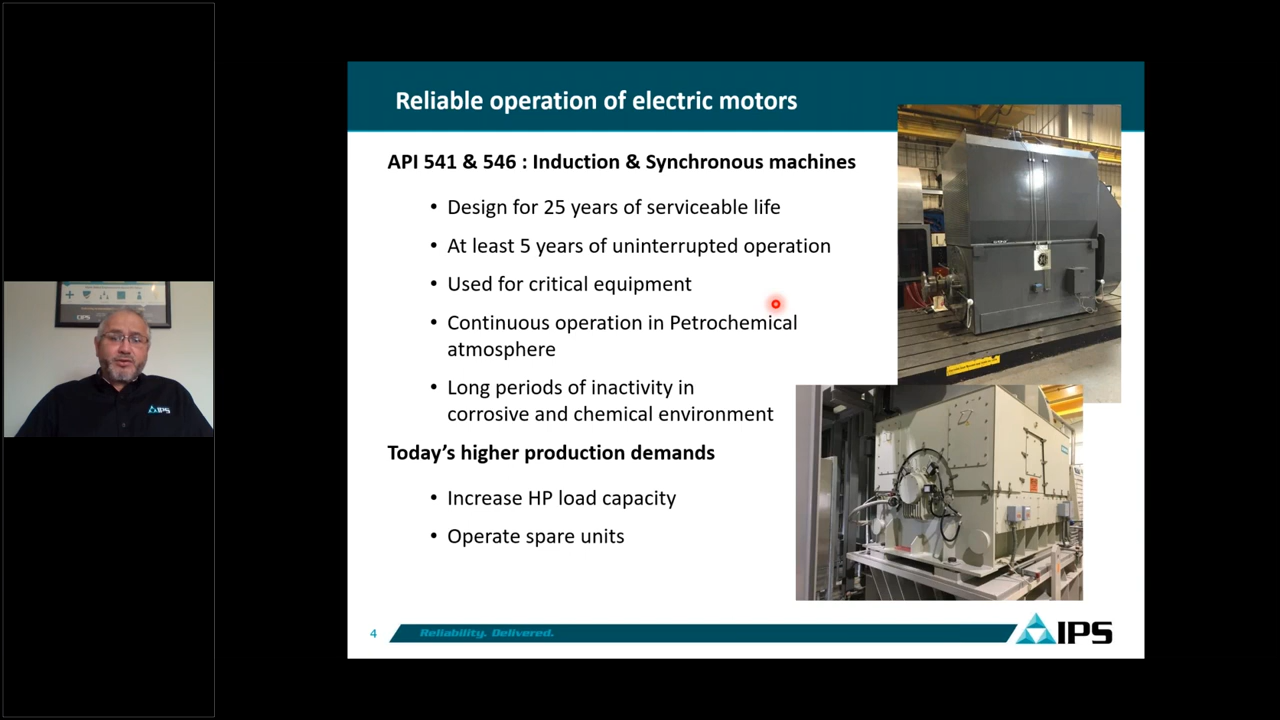 Reliable operation of electric motors
API 541 & 546 : Induction & Synchronous machines
• Design for 25 years of serviceable life
• At least 5 years of uninterrupted operation
• Used for critical equipment
• Continuous operation in Petrochemical
atmosphere
• Long periods of inactivity in
corrosive and chemical environment
Today’s higher production demands
• Increase HP load capacity
• Operate spare units
4
Reliability. Delivered.
IPS
IPS
IPS